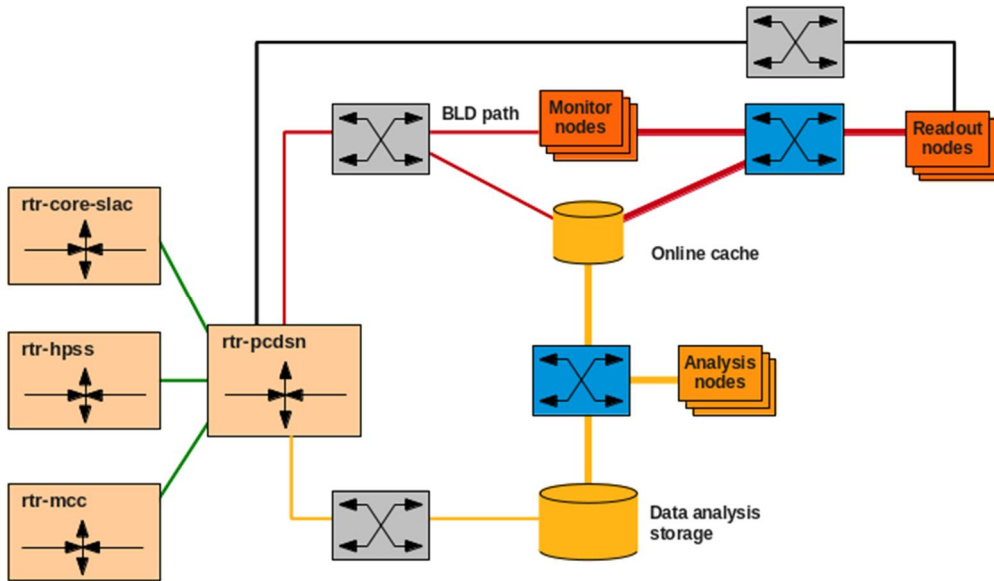 BLD path
Monitor
nodes
Readout
nodes
rtr-core-slac
Online cache
rtr-hpss
rtr-pcdsn
Analysis
nodes
rtr-mcc
Data analysis
storage